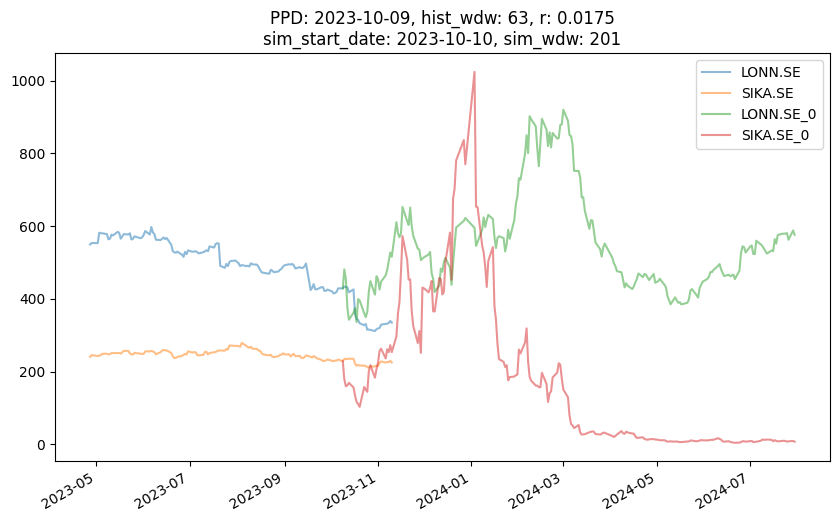 PPD: 2023-10-09, hist_wdw: 63, r: 0.0175
sim_start_date: 2023-10-10, sim_wdw: 201
LONN.SE
SIKA.SE
LONN.SE_0
SIKA.SE_0
1000
800
600
400
200
0
2023-05
2023-07
2023-09
2023-11
2024-01
2024-03
2024-05
2024-07